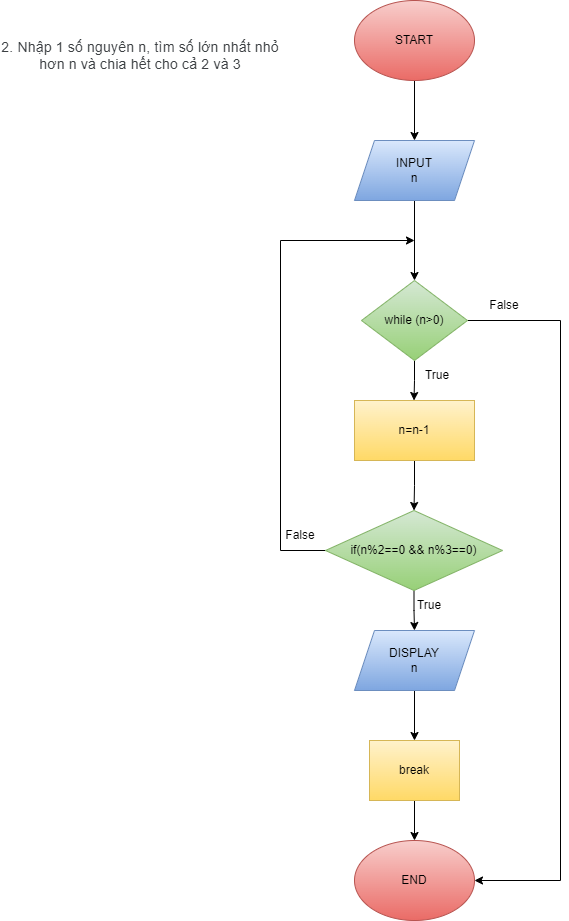 START
2. Nhập 1 số nguyên n, tìm số lớn nhất nhỏ
hơn n và chia hết cho cả 2 và 3
INPUT
n
while (n>0)
False
True
n=n-1
if(n%2==0 && n%3==0)
False
True
DISPLAY
n
break
END